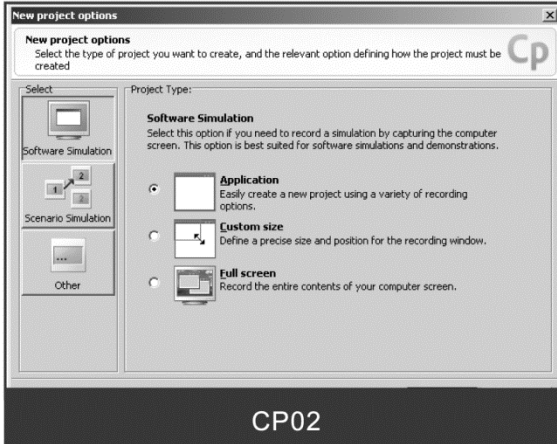 New project options
New project options
Select the type of project you want to create, and the relevant option defining how the project must be
created
Cp
Select
Software Simulation
1
2
3
Scenario Simulation
...
Other
Project Type:
Software Simulation
Select this option if you need to record a simulation by capturing the computer
screen. This option is best suited for software simulations and demonstrations.
Application
Easily create a new project using a variety of recording
options.
Custom size
Define a precise size and position for the recording window.
Full screen
Record the entire contents of your computer screen.
CP02